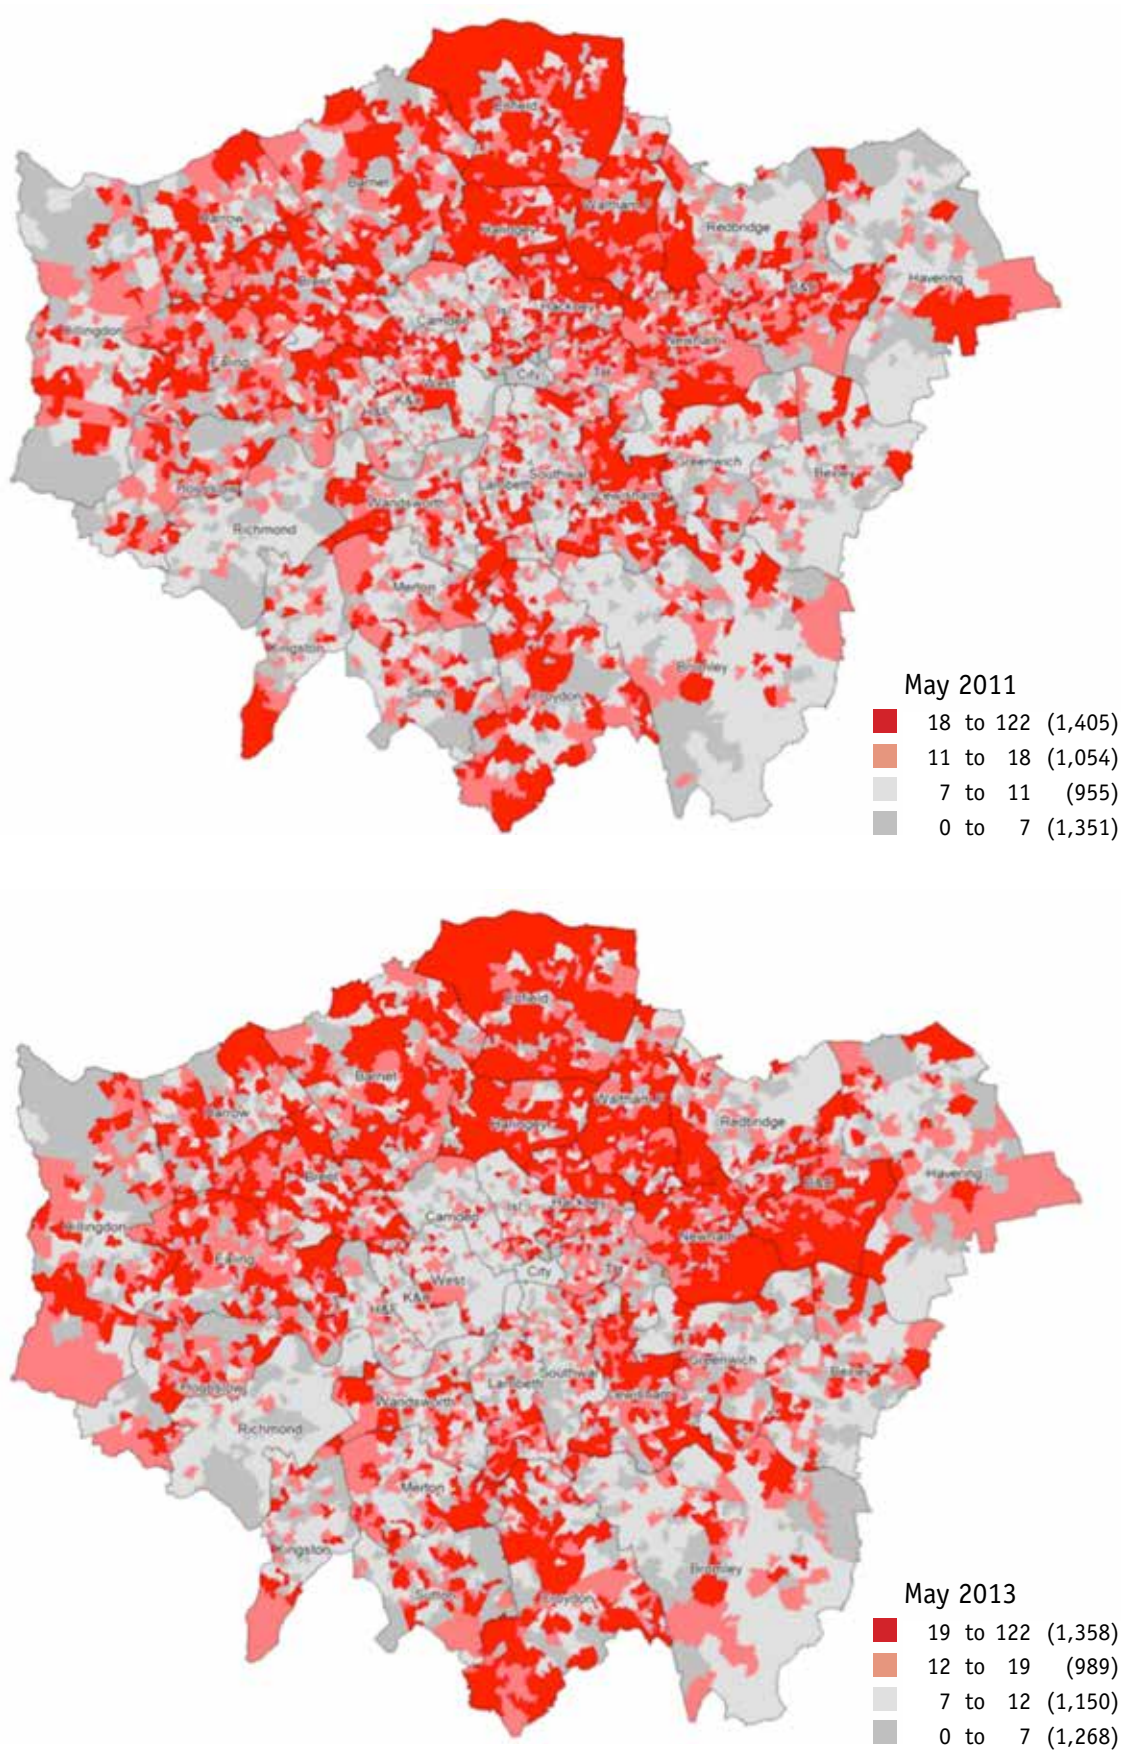 Enfield
Barnet
Harrow
Haringey
Redbridge
Brent
Havering
B&D
Hillingdon
Camden
Isl
Hackney
Newham
Ealing
West
City
TH
K&C
H&F
Hounslow
Wandsworth
Lambeth
Southwar
Lewisham
Greenwich
Bexley
Richmond
Merton
Kingston
Sutton
Croydon
Bromley
May 2011
18 to 122 (1,405)
11 to 18 (1,054)
7 to 11 (955)
0 to 7 (1,351)
Enfield
Barnet
Harrow
Haringey
Redbridge
Brent
Havering
B&D
Hillingdon
Camden
Isl
Hackney
Newham
Ealing
West
City
TH
K&C
H&F
Hounslow
Wandsworth
Lambeth
Southwar
Lewisham
Greenwich
Bexley
Richmond
Merton
Kingston
Sutton
Croydon
Bromley
May 2013
19 to 122 (1,358)
12 to 19 (989)
7 to 12 (1,150)
0 to 7 (1,268)